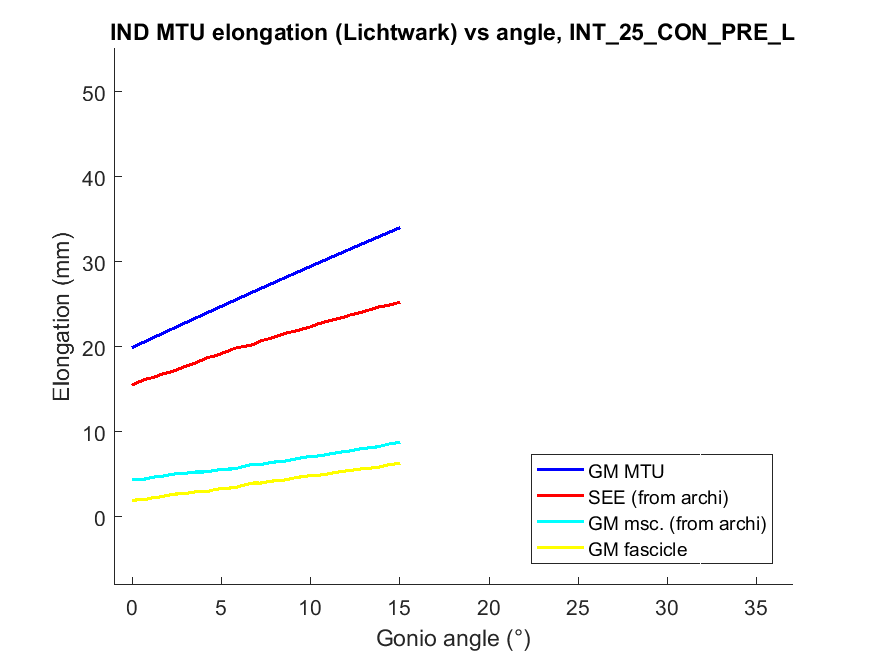 IND MTU elongation (Lichtwark) vs angle, INT_25_CON_PRE_L
50
40
30
20
10
0
Elongation (mm)
GM MTU
SEE (from archi)
GM msc. (from archi)
GM fascicle
0 5 10 15 20 25 30 35
Gonio angle (°)